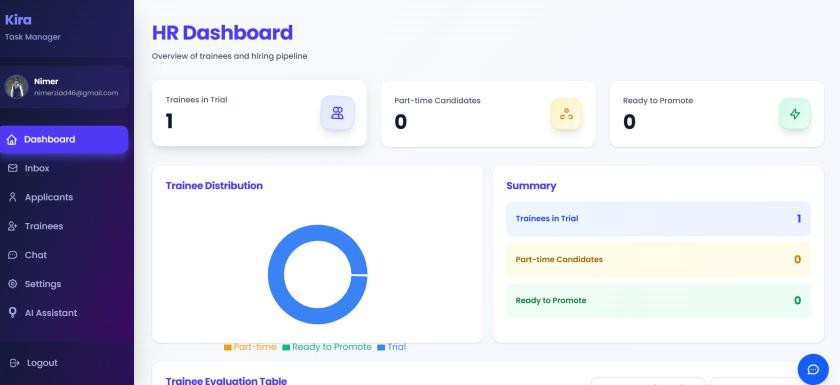 Kira
Task Manager
Nimer
nimerziad46@gmail.com
Dashboard
Inbox
Applicants
Trainees
Chat
Settings
AI Assistant
Logout
HR Dashboard
Overview of trainees and hiring pipeline
Trainees in Trial
1
Part-time Candidates
0
Ready to Promote
0
Trainee Distribution
Part-time Ready to Promote Trial
Summary
Trainees in Trial 1
Part-time Candidates 0
Ready to Promote 0
Trainee Evaluation Table